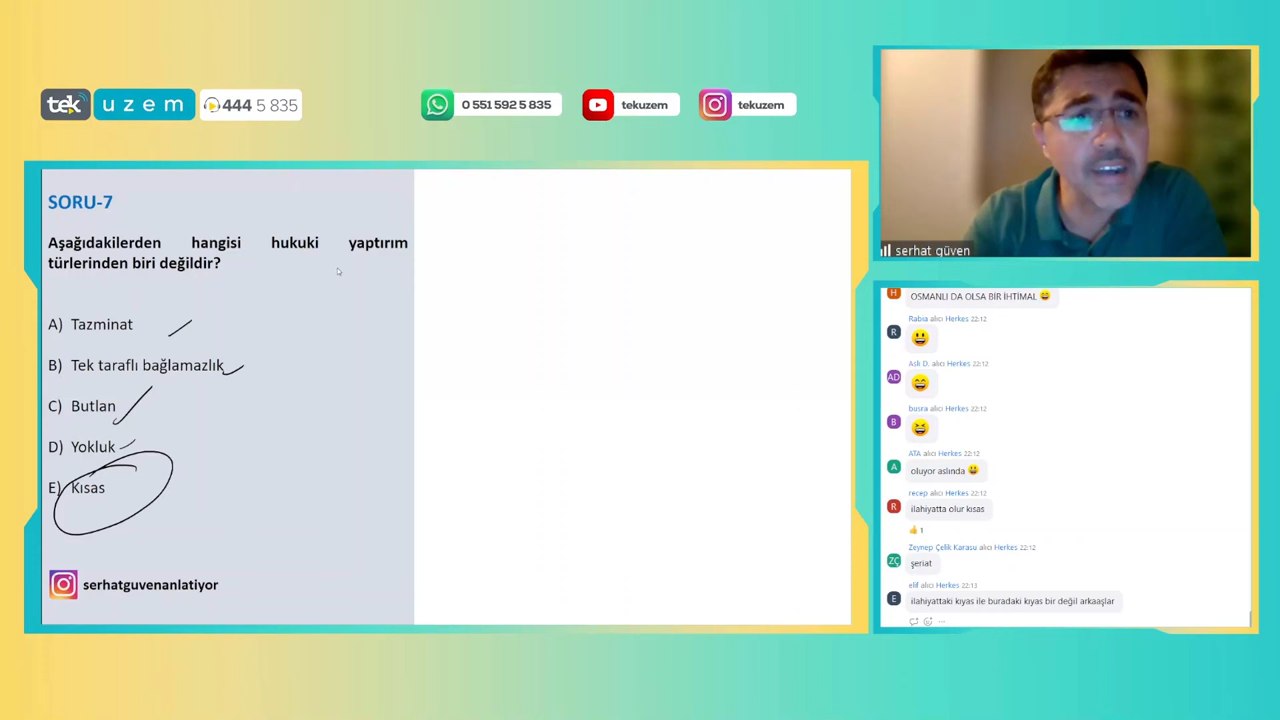 tek uzem 444 5 835
0 551 592 5 835
tekuzem
tekuzem
SORU-7
Aşağıdakilerden hangisi hukuki yaptırım
türlerinden biri değildir?
A) Tazminat
B) Tek taraflı bağlamazlık
C) Butlan
D) Yokluk
E) Kısas
serhatguvenanlatiyor
serhat güven
H
OSMANLI DA OLSA BİR İHTİMAL 😄
Rabia alıcı Herkes 22:12
R
😃
Aslı D. alıcı Herkes 22:12
AD
😄
busra alıcı Herkes 22:12
B
😆
ATA alıcı Herkes 22:12
A
oluyor aslında 😃
recep alıcı Herkes 22:12
R
ilahiyatta olur kısas
👍 1
Zeynep Çelik Karasu alıcı Herkes 22:12
ZÇ
şeriat
elif alıcı Herkes 22:13
E
ilahiyattaki kıyas ile buradaki kıyas bir değil arkaaşlar